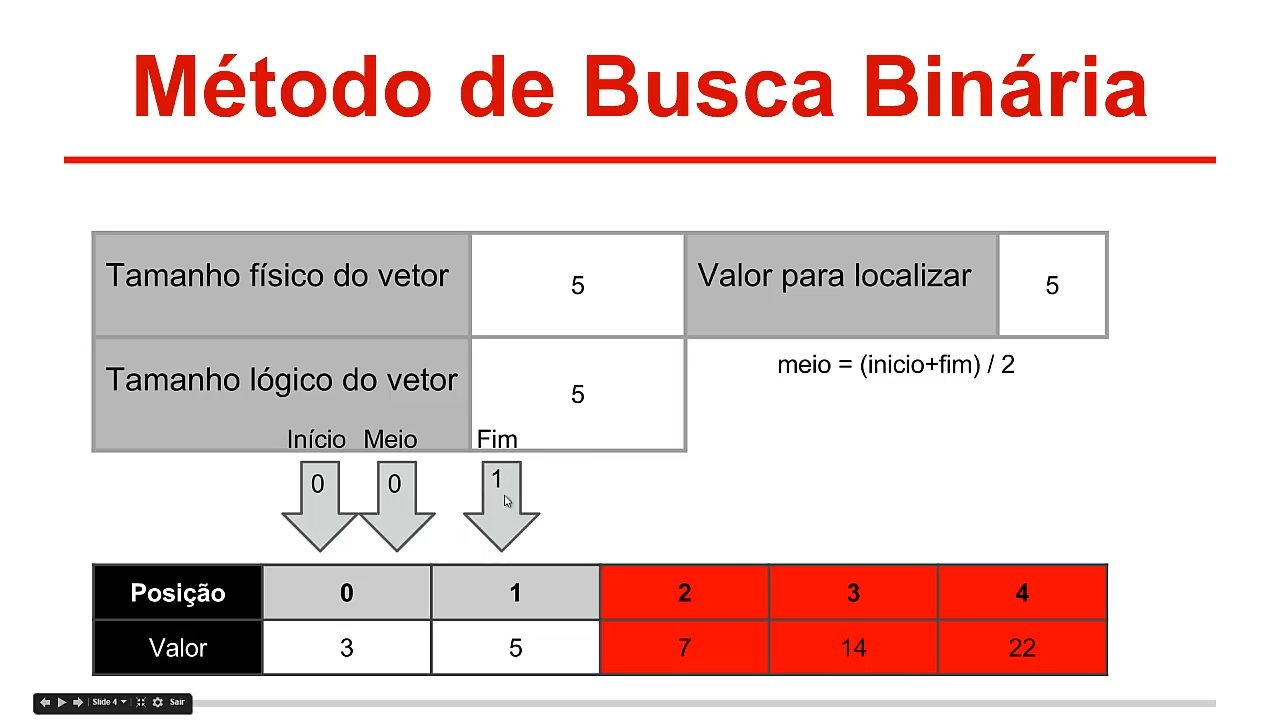 Método de Busca Binária
Tamanho físico do vetor 5 Valor para localizar 5
Tamanho lógico do vetor 5
meio = (inicio+fim) / 2
Início Meio Fim
0 0 1
Posição 0 1 2 3 4
Valor 3 5 7 14 22
Slide 4 Sair